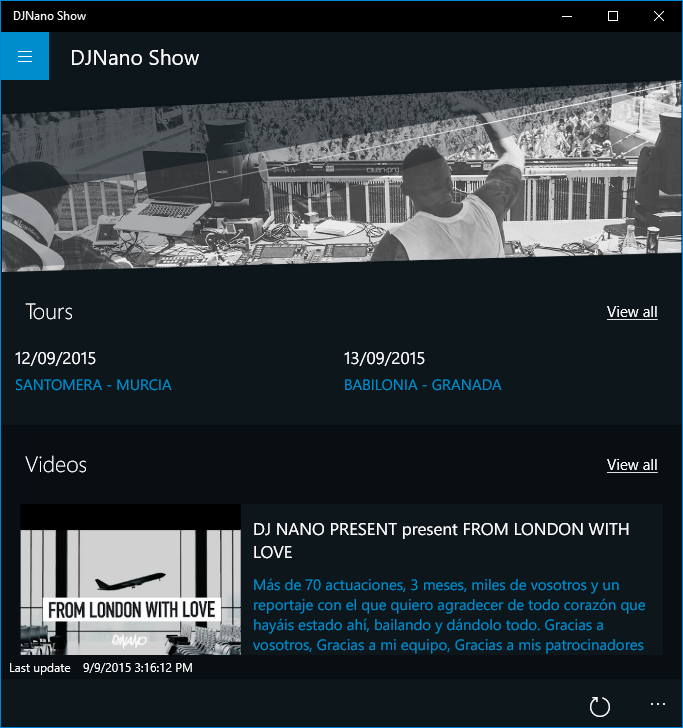 DJNano Show
DJNano Show
Tours
View all
12/09/2015
13/09/2015
SANTOMERA - MURCIA
BABILONIA - GRANADA
Videos
View all
DJ NANO PRESENT present FROM LONDON WITH
LOVE
Más de 70 actuaciones, 3 meses, miles de vosotros y un
reportaje con el que quiero agradecer de todo corazón que
hayáis estado ahí, bailando y dándolo todo. Gracias a
vosotros, Gracias a mi equipo, Gracias a mis patrocinadores
FROM LONDON WITH LOVE
DJNANO
Last update 9/9/2015 3:16:12 PM